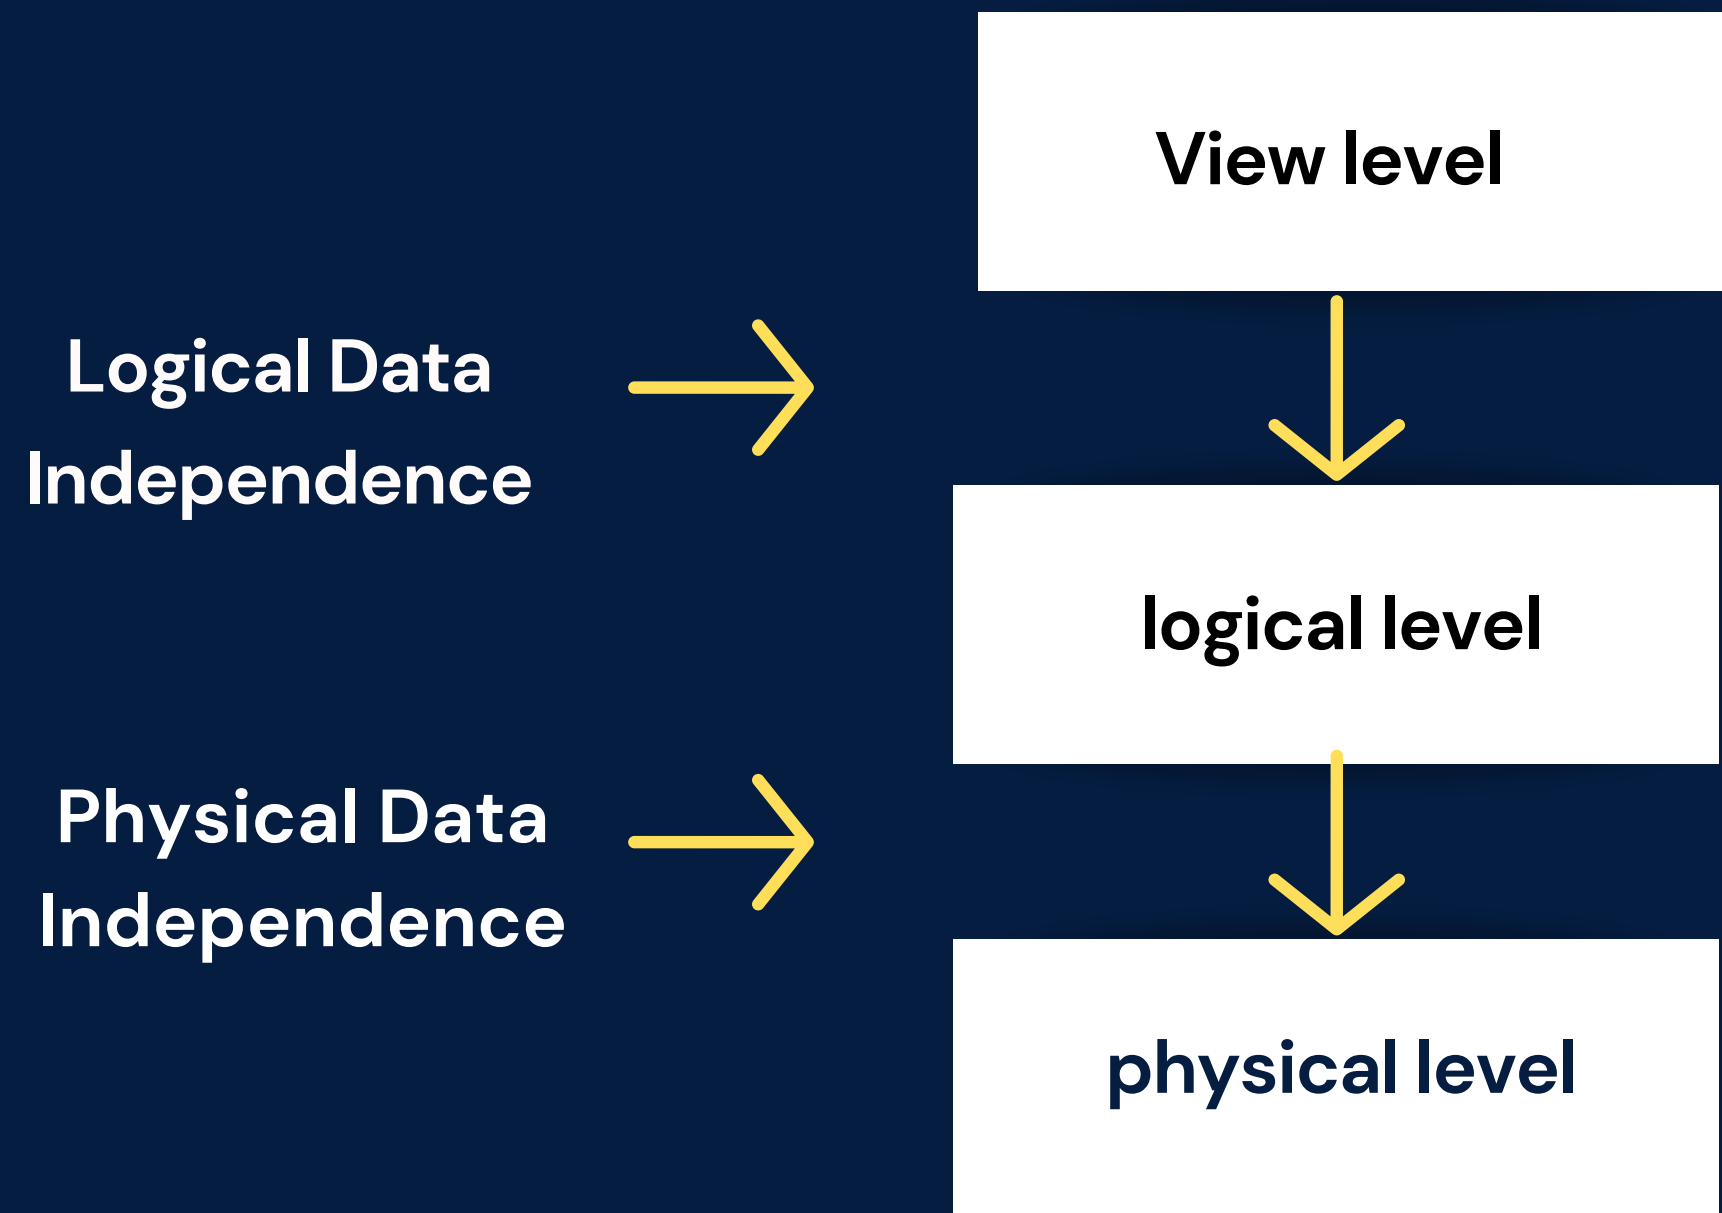 View level
Logical Data
Independence
logical level
Physical Data
Independence
physical level